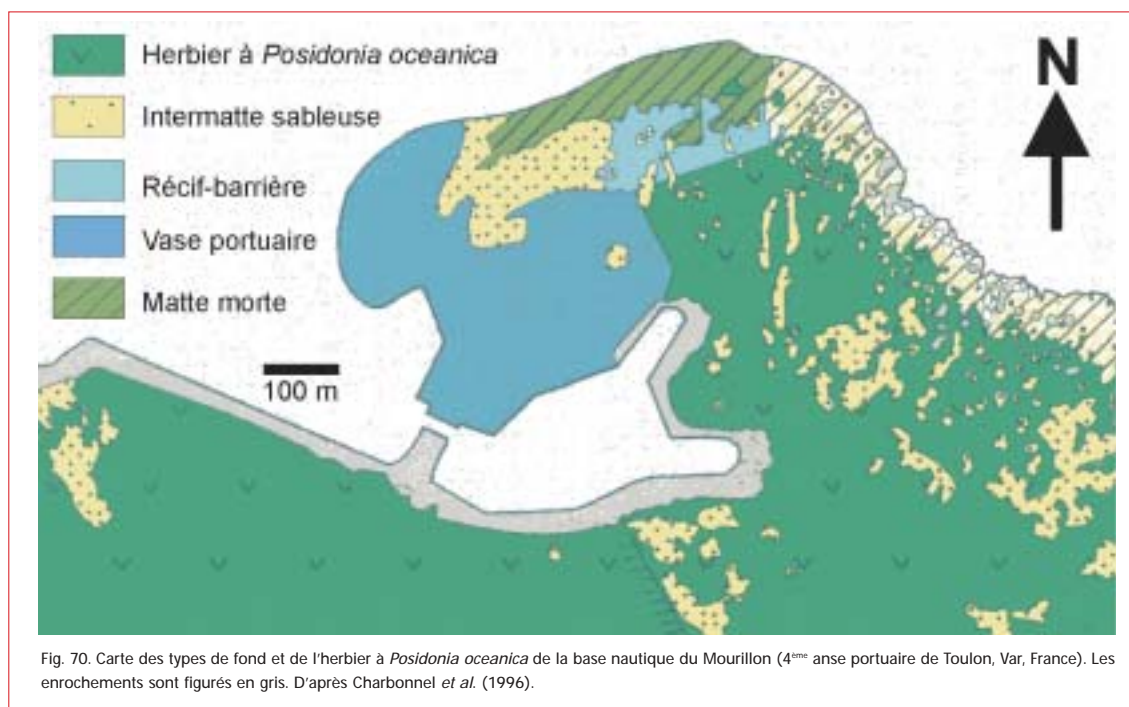 Herbier à Posidonia oceanica
Intermatte sableuse
Récif-barrière
Vase portuaire
Matte morte
N
100 m
Fig. 70. Carte des types de fond et de l'herbier à Posidonia oceanica de la base nautique du Mourillon (4ème anse portuaire de Toulon, Var, France). Les
enrochements sont figurés en gris. D'après Charbonnel et al. (1996).